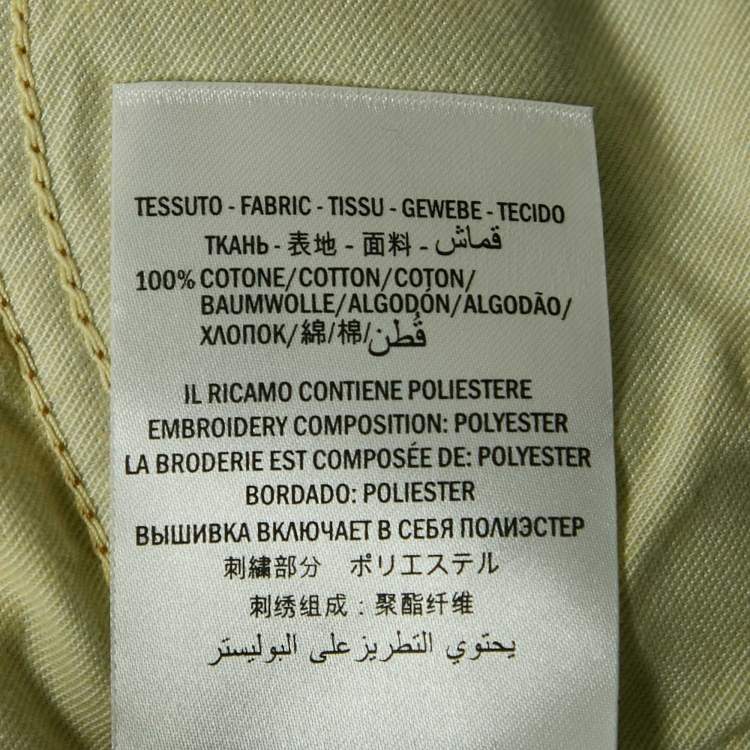 TESSUTO - FABRIC - TISSU - GEWEBE - TECIDO
ТКАНЬ - 表地 - 面料 - قماش
100% COTONE/COTTON/COTON/
BAUMWOLLE/ALGODÓN/ALGODÃO/
ХЛОПОК/綿/棉/قُطن
IL RICAMO CONTIENE POLIESTERE
EMBROIDERY COMPOSITION: POLYESTER
LA BRODERIE EST COMPOSÉE DE: POLYESTER
BORDADO: POLIESTER
ВЫШИВКА ВКЛЮЧАЕТ В СЕБЯ ПОЛИЭСТЕР
刺繍部分 ポリエステル
刺绣组成：聚酯纤维
يحتوي التطريز على البوليستر